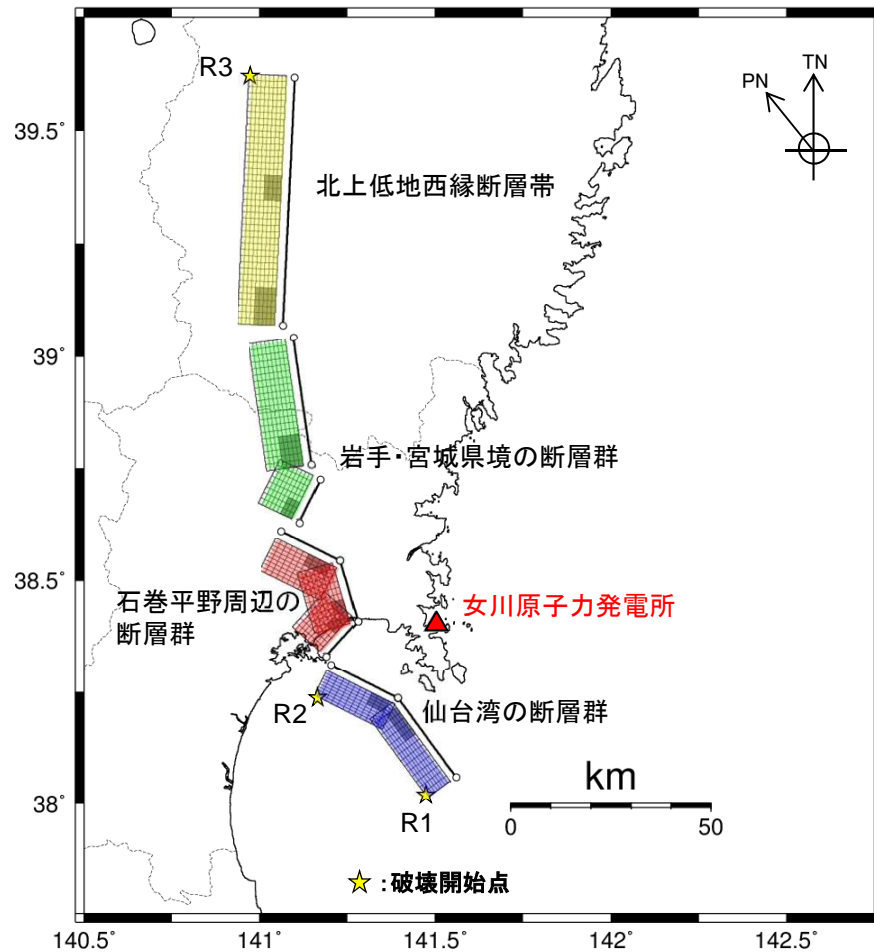 R3
TN
PN
39.5°
北上低地西縁断層帯
39°
岩手・宮城県境の断層群
38.5°
石巻平野周辺の
断層群
女川原子力発電所
R2
仙台湾の断層群
km
38°
R1
0
50
:破壊開始点
140.5°
141°
141.5°
142°
142.5°